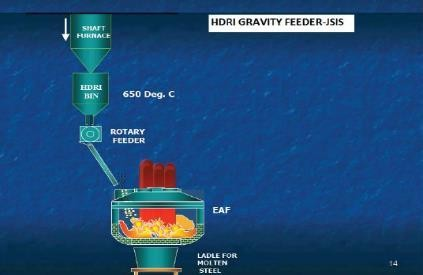 HDRI GRAVITY FEEDER-JSIS
SHAFT
FURNACE
HDRI
BIN
650 Deg. C
ROTARY
FEEDER
EAF
LADLE FOR
MOLTEN
STEEL
14